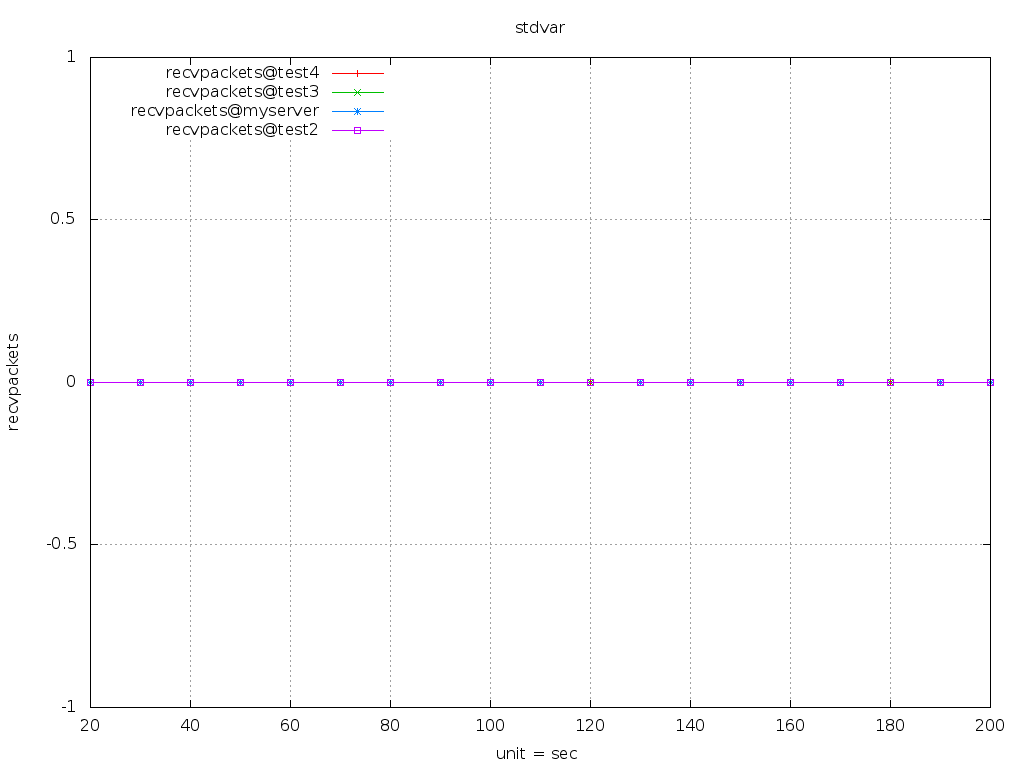 stdvar
1
recvpackets@test4
recvpackets@test3
recvpackets@myserver
recvpackets@test2
0.5
recvpackets
0
-0.5
-1
20 40 60 80 100 120 140 160 180 200
unit = sec